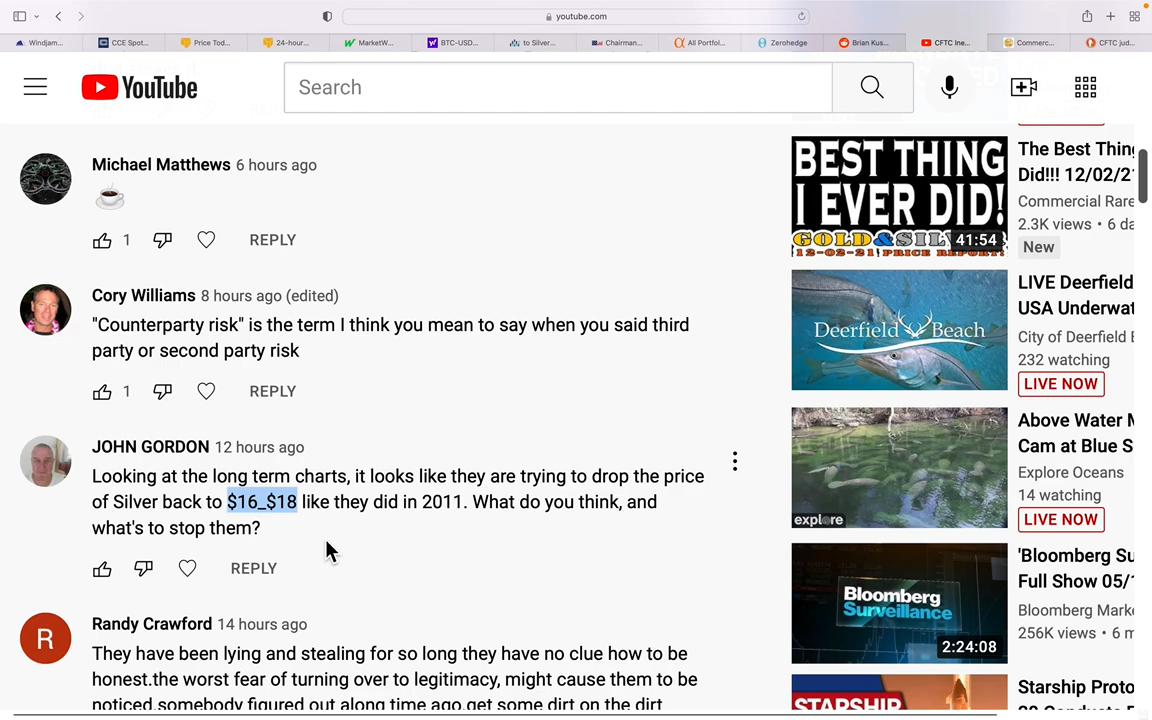 youtube.com
Windjam...
CCE Spot...
Price Tod...
24-hour...
MarketW...
BTC-USD...
to Silver...
Chairman...
All Portfol...
Zerohedge
Brian Kus...
CFTC Ine...
Commerc...
CFTC jud...
YouTube
Search
Michael Matthews 6 hours ago
1
REPLY
Cory Williams 8 hours ago (edited)
"Counterparty risk" is the term I think you mean to say when you said third
party or second party risk
1
REPLY
JOHN GORDON 12 hours ago
Looking at the long term charts, it looks like they are trying to drop the price
of Silver back to $16_$18 like they did in 2011. What do you think, and
what's to stop them?
REPLY
R
Randy Crawford 14 hours ago
They have been lying and stealing for so long they have no clue how to be
honest.the worst fear of turning over to legitimacy, might cause them to be
noticed.somebody figured out along time ago.get some dirt on the dirt
BEST THING
I EVER DID!
GOLD&SIL
12-02-21 PRICE REPORT!
41:54
The Best Thing
Did!!! 12/02/21
Commercial Rare
2.3K views • 6 da
New
Deerfield Beach
LIVE Deerfield
USA Underwat
City of Deerfield B
232 watching
LIVE NOW
explore
Above Water M
Cam at Blue S
Explore Oceans
14 watching
LIVE NOW
Bloomberg
Surveillance
2:24:08
'Bloomberg Su
Full Show 05/1
Bloomberg Marke
256K views • 6 m
STARSHIP
Starship Proto